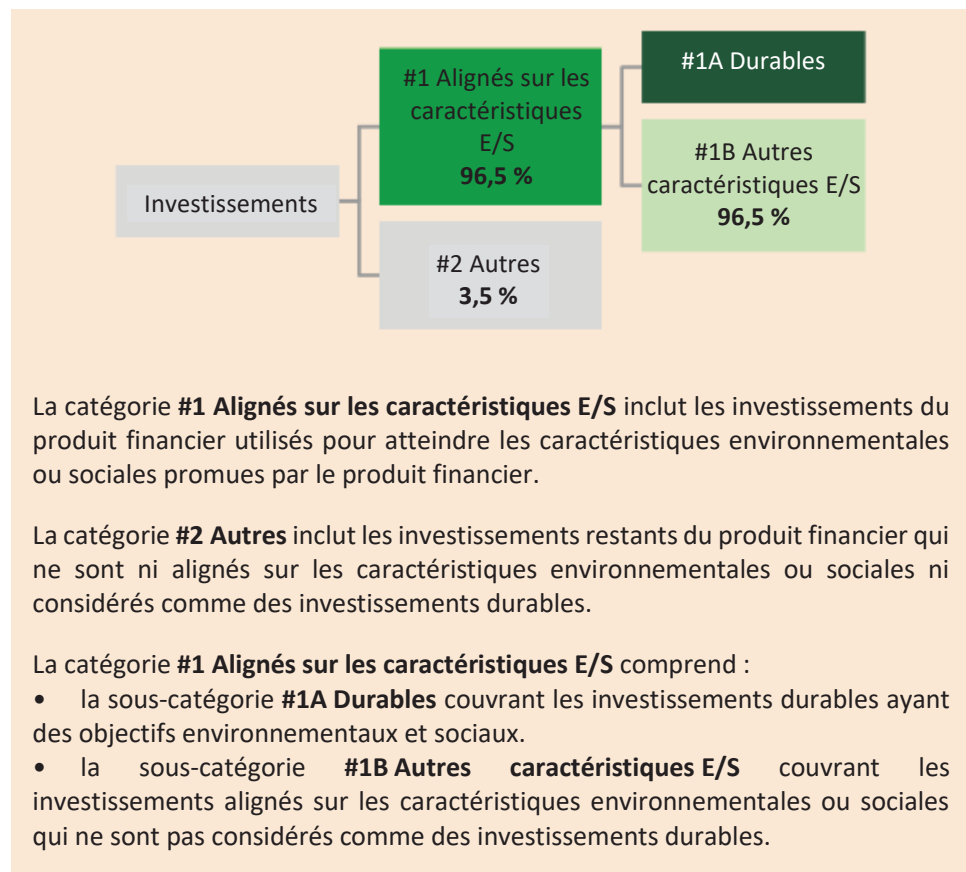 #1 Alignés sur les
caractéristiques
E/S
96,5 %
#1A Durables
#1B Autres
caractéristiques E/S
96,5 %
Investissements
#2 Autres
3,5 %
La catégorie #1 Alignés sur les caractéristiques E/S inclut les investissements du
produit financier utilisés pour atteindre les caractéristiques environnementales
ou sociales promues par le produit financier.
La catégorie #2 Autres inclut les investissements restants du produit financier qui
ne sont ni alignés sur les caractéristiques environnementales ou sociales ni
considérés comme des investissements durables.
La catégorie #1 Alignés sur les caractéristiques E/S comprend :
• la sous-catégorie #1A Durables couvrant les investissements durables ayant
des objectifs environnementaux et sociaux.
• la sous-catégorie #1B Autres caractéristiques E/S couvrant les
investissements alignés sur les caractéristiques environnementales ou sociales
qui ne sont pas considérés comme des investissements durables.